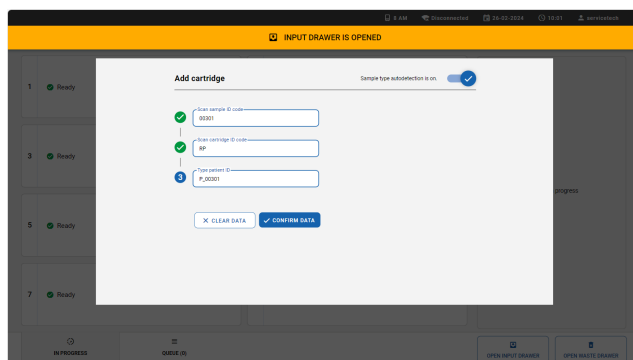 8 AM Disconnected 26-02-2024 10:01 servicetech
INPUT DRAWER IS OPENED
Add cartridge
Sample type autodetection is on.
1 Ready
Scan sample ID code
00301
Scan cartridge ID code
3 Ready
RP
Type patient ID
3 P_00301
progress
5 Ready
CLEAR DATA CONFIRM DATA
7 Ready
IN PROGRESS QUEUE (0) OPEN INPUT DRAWER OPEN WASTE DRAWER